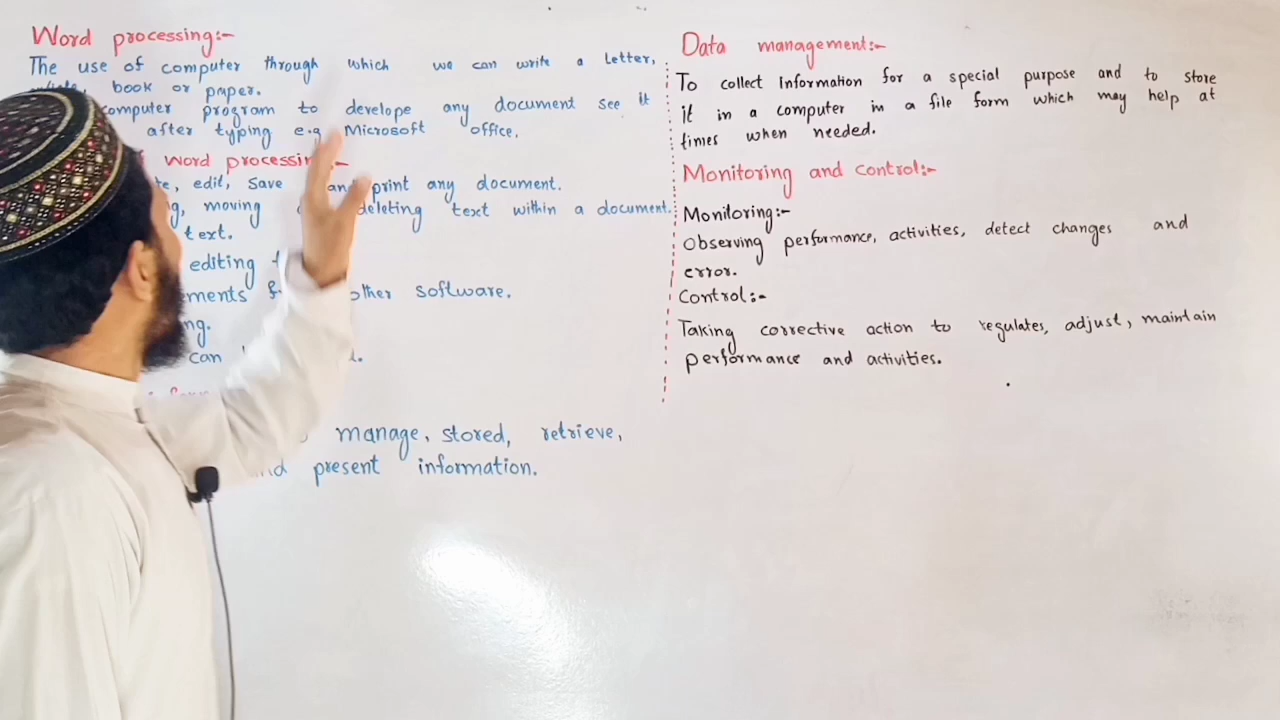 Word processing:-
The use of computer through which we can write a letter,
book or paper.
computer program to develope any document see it
after typing e.g Microsoft office.
word processing:-
edit, save and print any document.
moving deleting text within a document.
text.
editing
other software.
can
manage, stored, retrieve,
present information.
Data management:-
To collect Information for a special purpose and to store
it in a computer in a file form which may help at
times when needed.
Monitoring and control:-
Monitoring:-
Observing performance, activities, detect changes and
error.
Control:-
Taking corrective action to regulates, adjust, maintain
performance and activities.